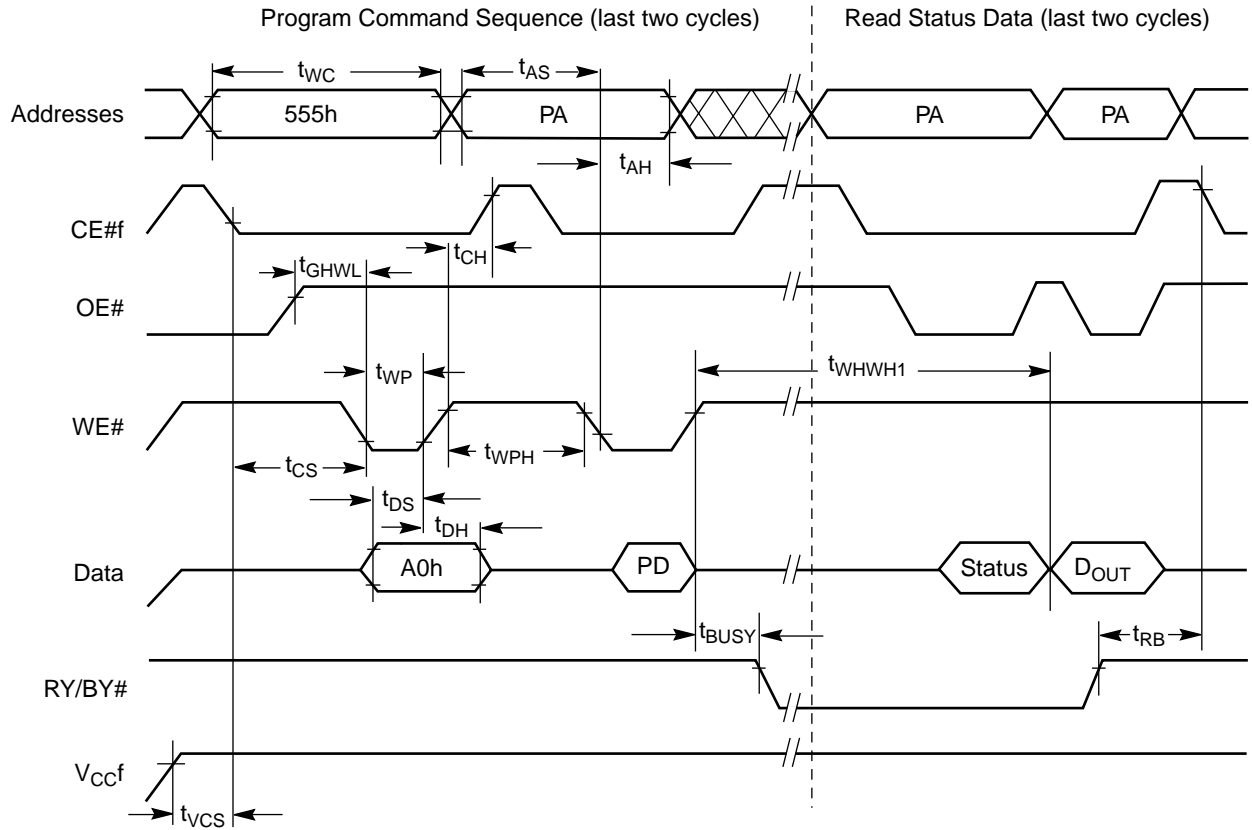 Program Command Sequence (last two cycles)
Read Status Data (last two cycles)
tWC
tAS
Addresses
555h
PA
PA
PA
tAH
CE#f
tCH
tGHWL
OE#
tWP
tWHWH1
WE#
tWPH
tCS
tDS
tDH
Data
A0h
PD
Status
DOUT
tBUSY
tRB
RY/BY#
VCCf
tVCS